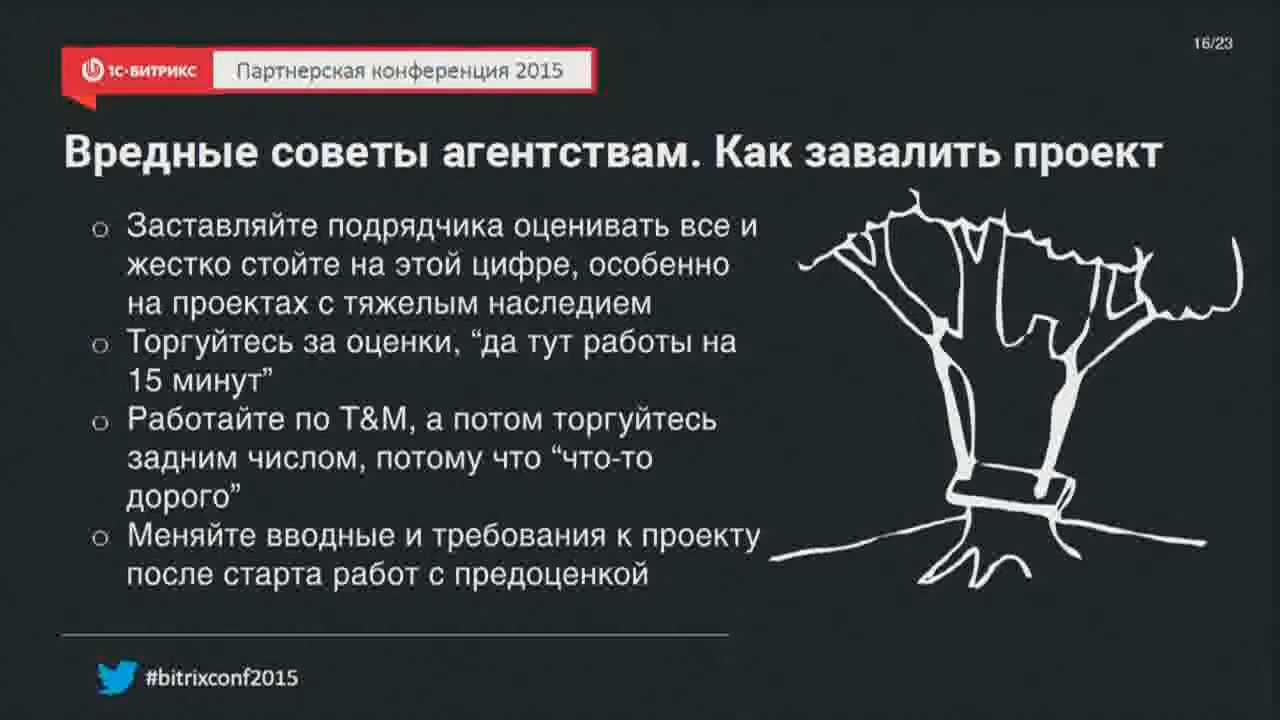 16/23
1С-БИТРИКС Партнерская конференция 2015
Вредные советы агентствам. Как завалить проект
Заставляйте подрядчика оценивать все и
жестко стойте на этой цифре, особенно
на проектах с тяжелым наследием
Торгуйтесь за оценки, “да тут работы на
15 минут”
Работайте по T&M, а потом торгуйтесь
задним числом, потому что “что-то
дорого”
Меняйте вводные и требования к проекту
после старта работ с предоценкой
#bitrixconf2015